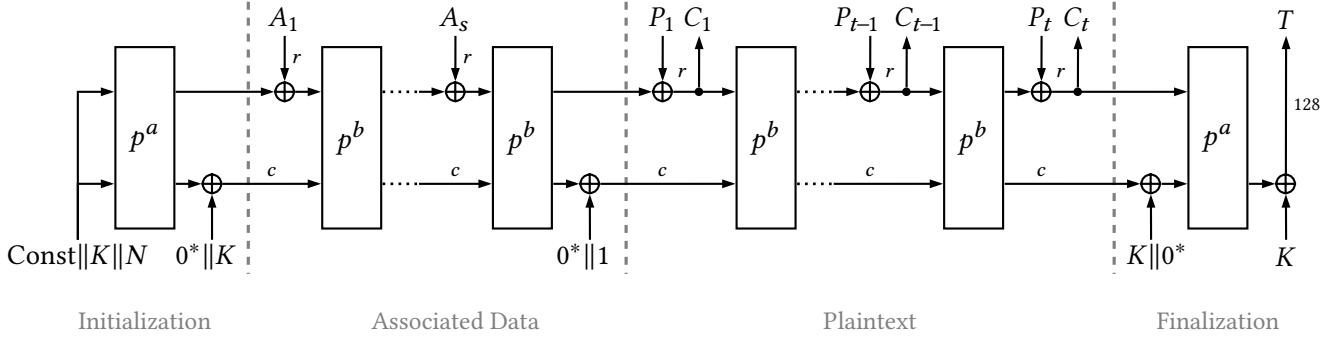 A₁ Aₛ P₁ C₁ Pₜ₋₁ Cₜ₋₁ Pₜ Cₜ T
r r r r r
128
pᵃ pᵇ pᵇ pᵇ pᵇ pᵃ
c c c c c
Const‖K‖N 0*‖K 0*‖1 K‖0* K
Initialization Associated Data Plaintext Finalization